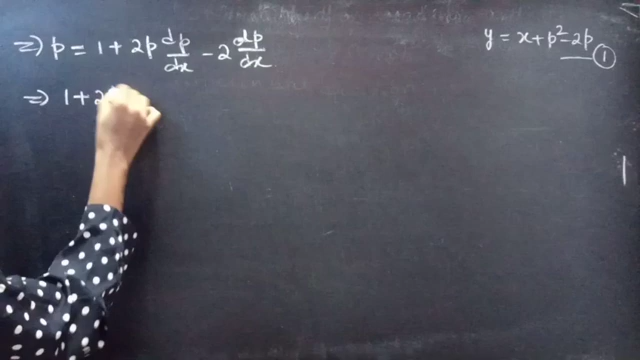 ⇒ p = 1 + 2p dp/dx - 2 dp/dx
y = x + p² - 2p ①
⇒ 1 + 2